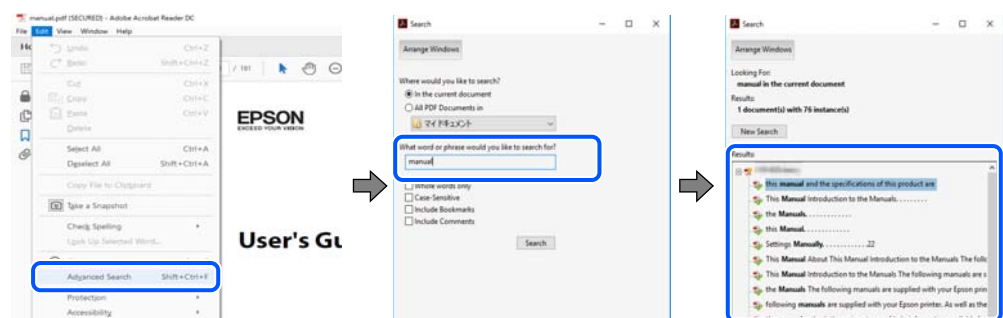 manual.pdf (SECURED) - Adobe Acrobat Reader DC
File Edit View Window Help
Undo Ctrl+Z
Redo Shift+Ctrl+Z
Cut Ctrl+X
Copy Ctrl+C
Paste Ctrl+V
Delete
Select All Ctrl+A
Deselect All Shift+Ctrl+A
Copy File to Clipboard
Take a Snapshot
Check Spelling
Look Up Selected Word...
Advanced Search Shift+Ctrl+F
Protection
Accessibility
/ 181
EPSON
EXCEED YOUR VISION
User's Gu
Search
Arrange Windows
Where would you like to search?
In the current document
All PDF Documents in
マイ ドキュメント
What word or phrase would you like to search for?
manual
Whole words only
Case-Sensitive
Include Bookmarks
Include Comments
Search
Search
Arrange Windows
Looking For:
manual in the current document
Results:
1 document(s) with 76 instance(s)
New Search
Results:
this manual and the specifications of this product are
This Manual Introduction to the Manuals. . . . . . . . .
the Manuals. . . . . . . . . . . . .
this Manual. . . . . . . . . . . . .
Settings Manually. . . . . . . . . . . . 22
This Manual About This Manual Introduction to the Manuals The follo
This Manual Introduction to the Manuals The following manuals are s
the Manuals The following manuals are supplied with your Epson prin
following manuals are supplied with your Epson printer. As well as the